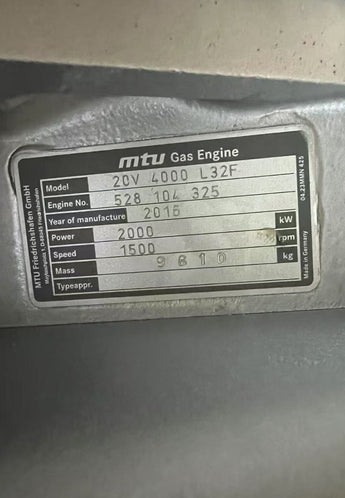 mtu Gas Engine
Model 20V 4000 L32F
Engine No. 528 104 325
Year of manufacture 2016
Power 2000 kW
Speed 1500 rpm
Mass 9610 kg
Typeappr.
MTU Friedrichshafen GmbH
Made in Germany